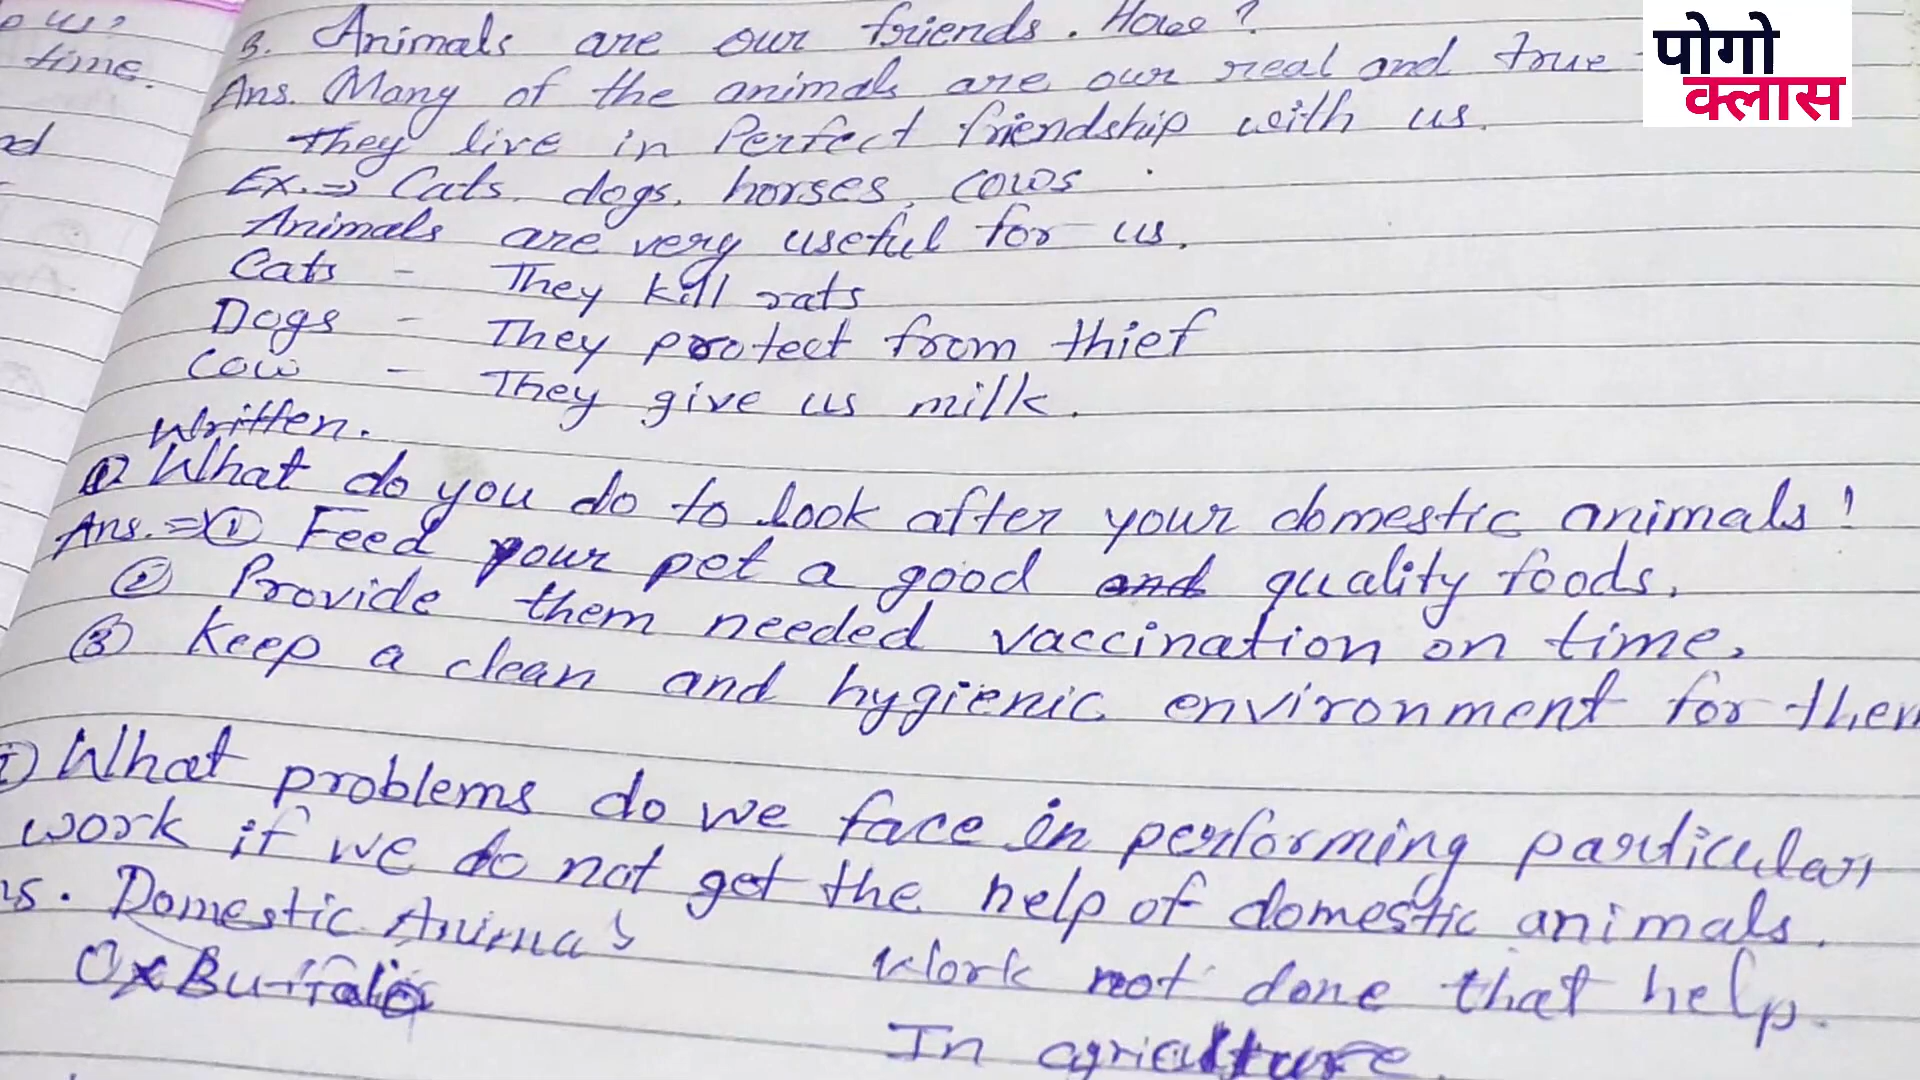 time.
3. Animals are our friends. How?
Ans. Many of the animals are our real and true
They live in Perfect friendship with us.
Ex. ⇒ Cats, dogs, horses, cows
Animals are very useful for us.
Cats - They kill rats
Dogs - They protect from thief
Cow - They give us milk.
Written.
① What do you do to look after your domestic animals?
Ans. ⇒ ① Feed your pet a good and quality foods.
② Provide them needed vaccination on time.
③ Keep a clean and hygienic environment for them
What problems do we face in performing particular
work if we do not get the help of domestic animals.
Domestic Animals Work not done that help.
Ox Buffalo In agriculture
पोगो
क्लास